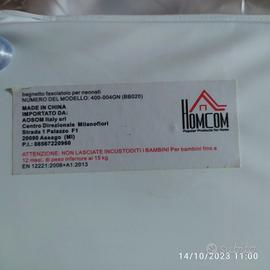 bagnetto fasciatoio per neonati
NUMERO DEL MODELLO: 400-004GN (BB020)
MADE IN CHINA
IMPORTATO DA:
AOSOM Italy srl
Centro Direzionale Milanofiori
Strada 1 Palazzo F1
20090 Assago (MI)
P.I.: 08567220960
HOMCOM
Popular Products for Home
ATTENZIONE: NON LASCIATE INCUSTODITI I BAMBINI Per bambini fino a
12 mesi, di peso inferiore ai 15 kg
EN 12221:2008+A1:2013
14/10/2023 13:00
subito